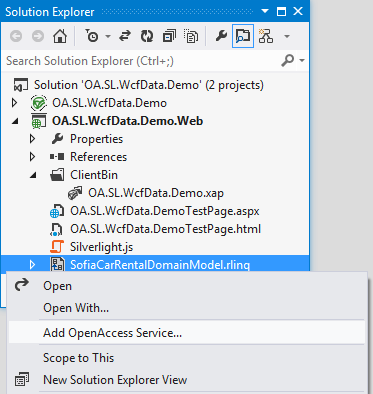 Solution Explorer
Search Solution Explorer (Ctrl+;)
Solution 'OA.SL.WcfData.Demo' (2 projects)
OA.SL.WcfData.Demo
OA.SL.WcfData.Demo.Web
Properties
References
ClientBin
OA.SL.WcfData.Demo.xap
OA.SL.WcfData.DemoTestPage.aspx
OA.SL.WcfData.DemoTestPage.html
Silverlight.js
SofiaCarRentalDomainModel.rlinq
Open
Open With...
Add OpenAccess Service...
Scope to This
New Solution Explorer View